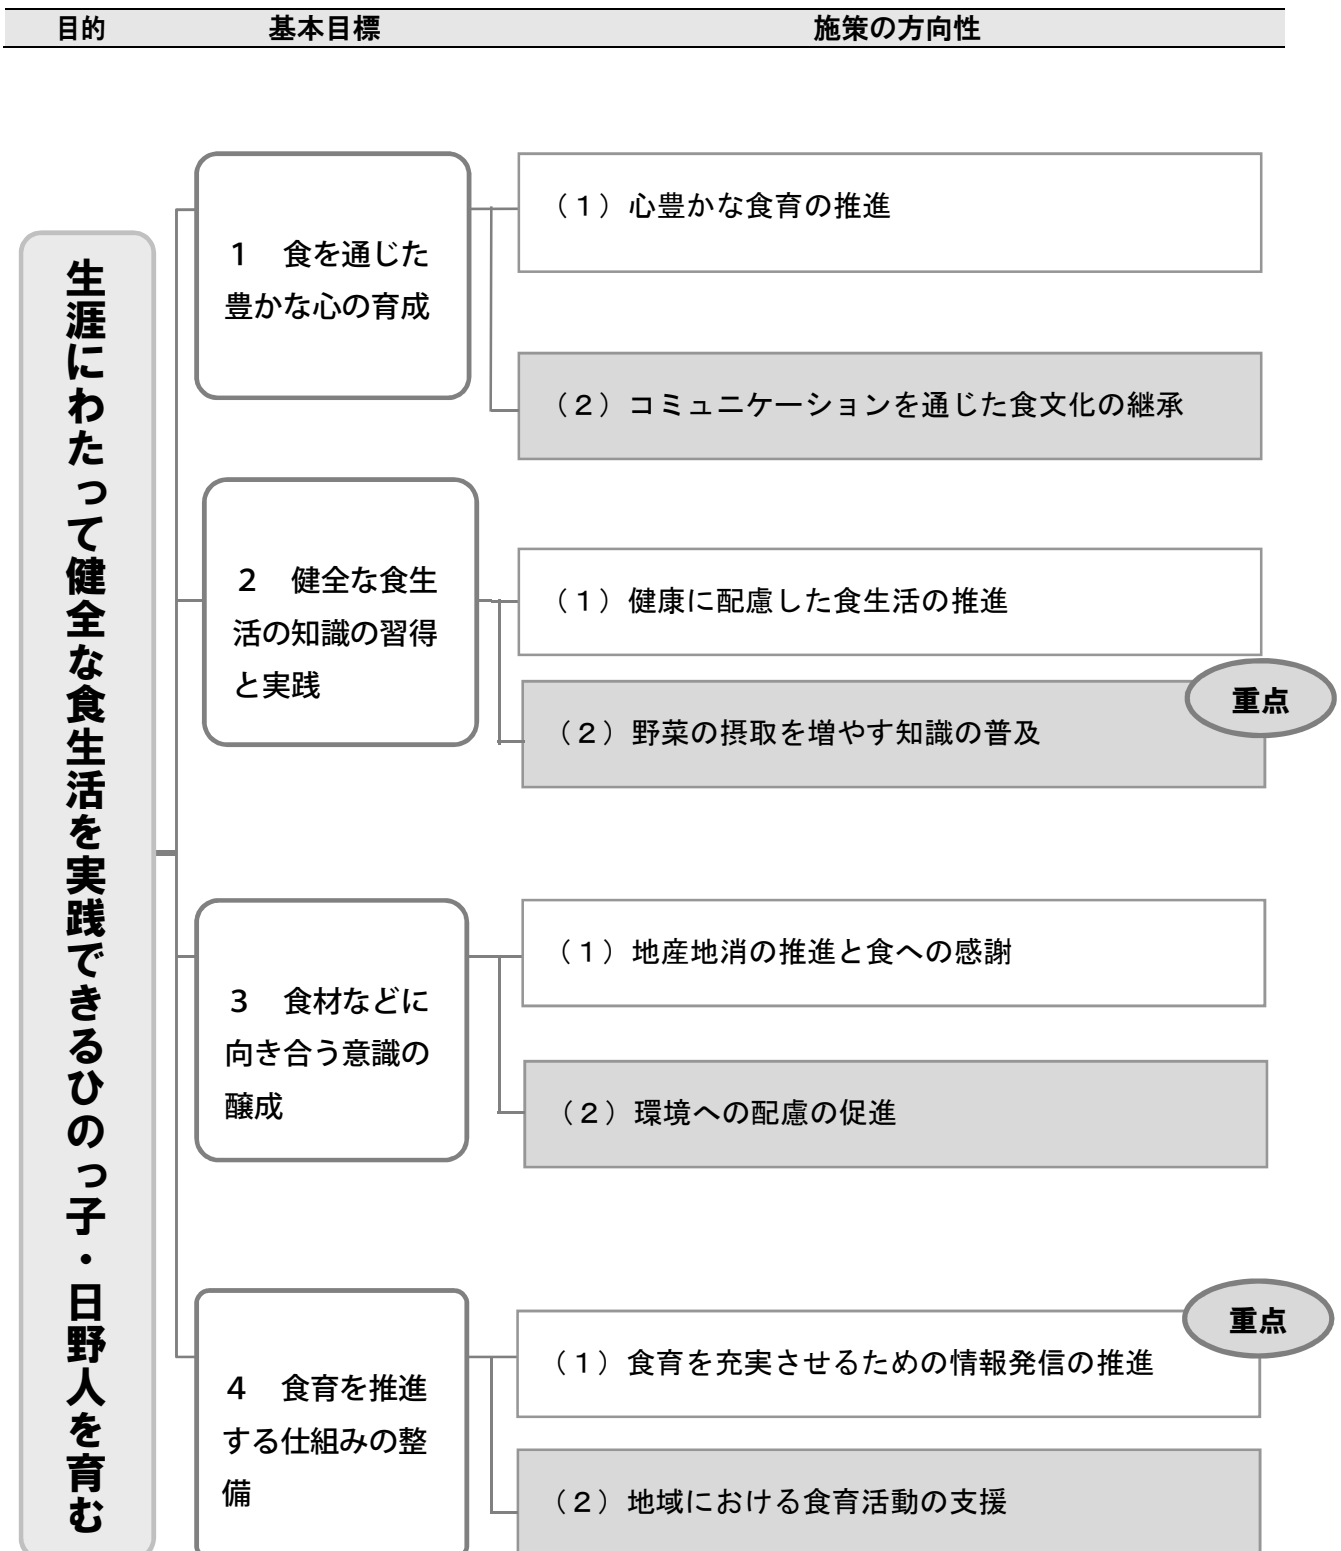 目的 基本目標 施策の方向性
生涯にわたって健全な食生活を実践できるひのっ子・日野人を育む
1 食を通じた
豊かな心の育成
（1）心豊かな食育の推進
（2）コミュニケーションを通じた食文化の継承
2 健全な食生
活の知識の習得
と実践
（1）健康に配慮した食生活の推進
重点
（2）野菜の摂取を増やす知識の普及
3 食材などに
向き合う意識の
醸成
（1）地産地消の推進と食への感謝
（2）環境への配慮の促進
4 食育を推進
する仕組みの整
備
重点
（1）食育を充実させるための情報発信の推進
（2）地域における食育活動の支援